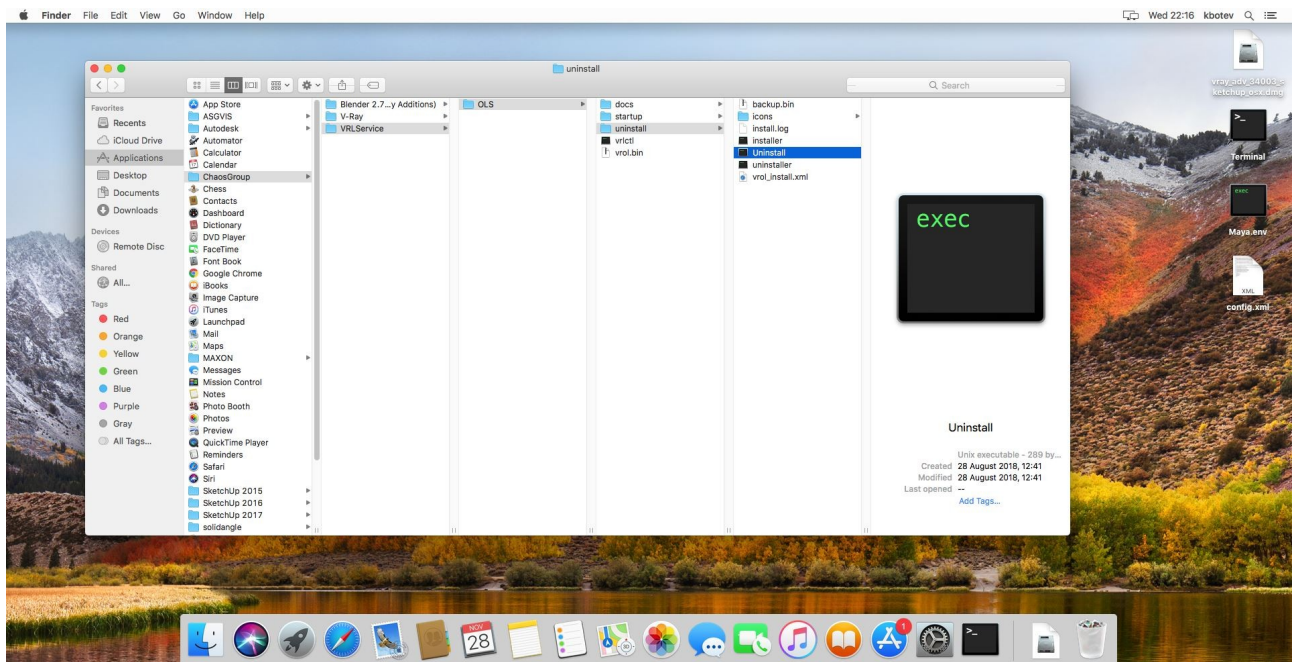 Finder File Edit View Go Window Help
Wed 22:16 kbotev
uninstall
Search
Favorites
Recents
iCloud Drive
Applications
Desktop
Documents
Downloads
Devices
Remote Disc
Shared
All...
Tags
Red
Orange
Yellow
Green
Blue
Purple
Gray
All Tags...
App Store
ASGVIS
Autodesk
Automator
Calculator
Calendar
ChaosGroup
Chess
Contacts
Dashboard
Dictionary
DVD Player
FaceTime
Font Book
Google Chrome
iBooks
Image Capture
iTunes
Launchpad
Mail
Maps
MAXON
Messages
Mission Control
Notes
Photo Booth
Photos
Preview
QuickTime Player
Reminders
Safari
Siri
SketchUp 2015
SketchUp 2016
SketchUp 2017
solidangle
Blender 2.7...y Additions)
V-Ray
VRLService
OLS
docs
startup
uninstall
vrlctl
vrol.bin
backup.bin
icons
install.log
installer
Uninstall
uninstaller
vrol_install.xml
exec
Uninstall
Unix executable - 289 by...
Created 28 August 2018, 12:41
Modified 28 August 2018, 12:41
Last opened --
Add Tags...
vray_adv_34003_s
ketchup_osx.dmg
Terminal
EXEC
Maya.env
XML
config.xml
NOV
28
1